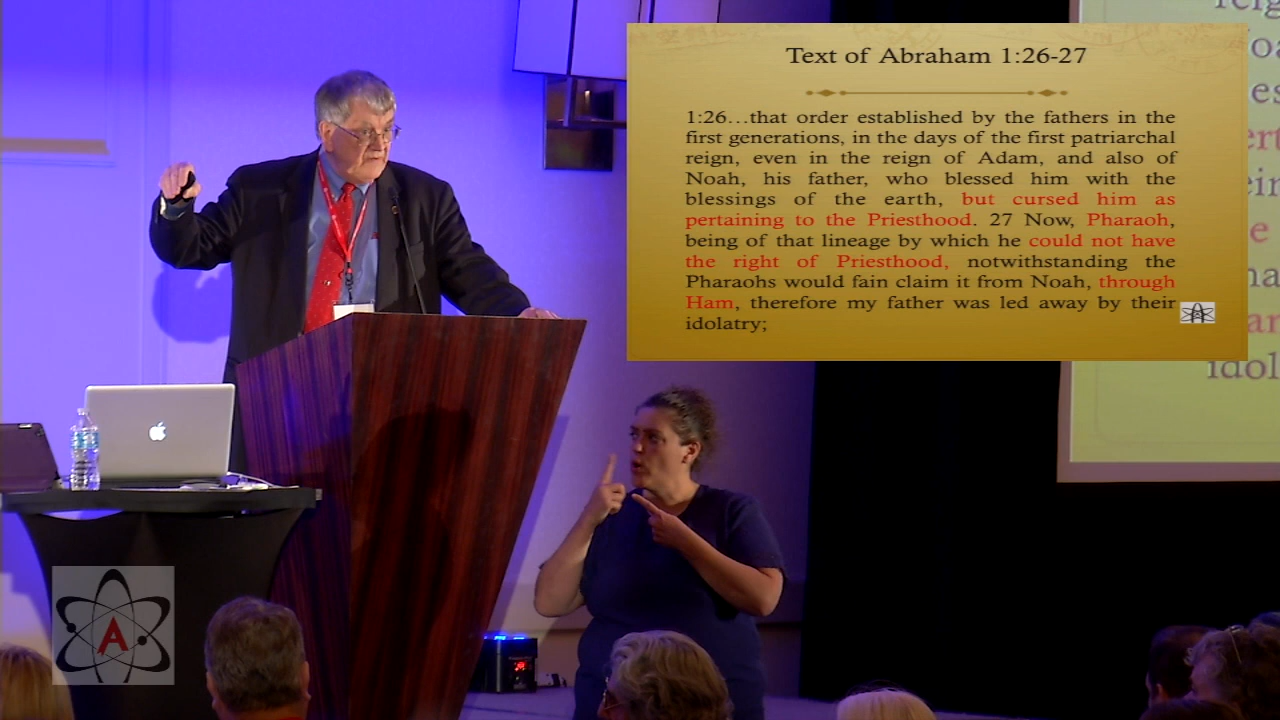 Text of Abraham 1:26-27
1:26...that order established by the fathers in the
first generations, in the days of the first patriarchal
reign, even in the reign of Adam, and also of
Noah, his father, who blessed him with the
blessings of the earth, but cursed him as
pertaining to the Priesthood. 27 Now, Pharaoh,
being of that lineage by which he could not have
the right of Priesthood, notwithstanding the
Pharaohs would fain claim it from Noah, through
Ham, therefore my father was led away by their
idolatry;
A